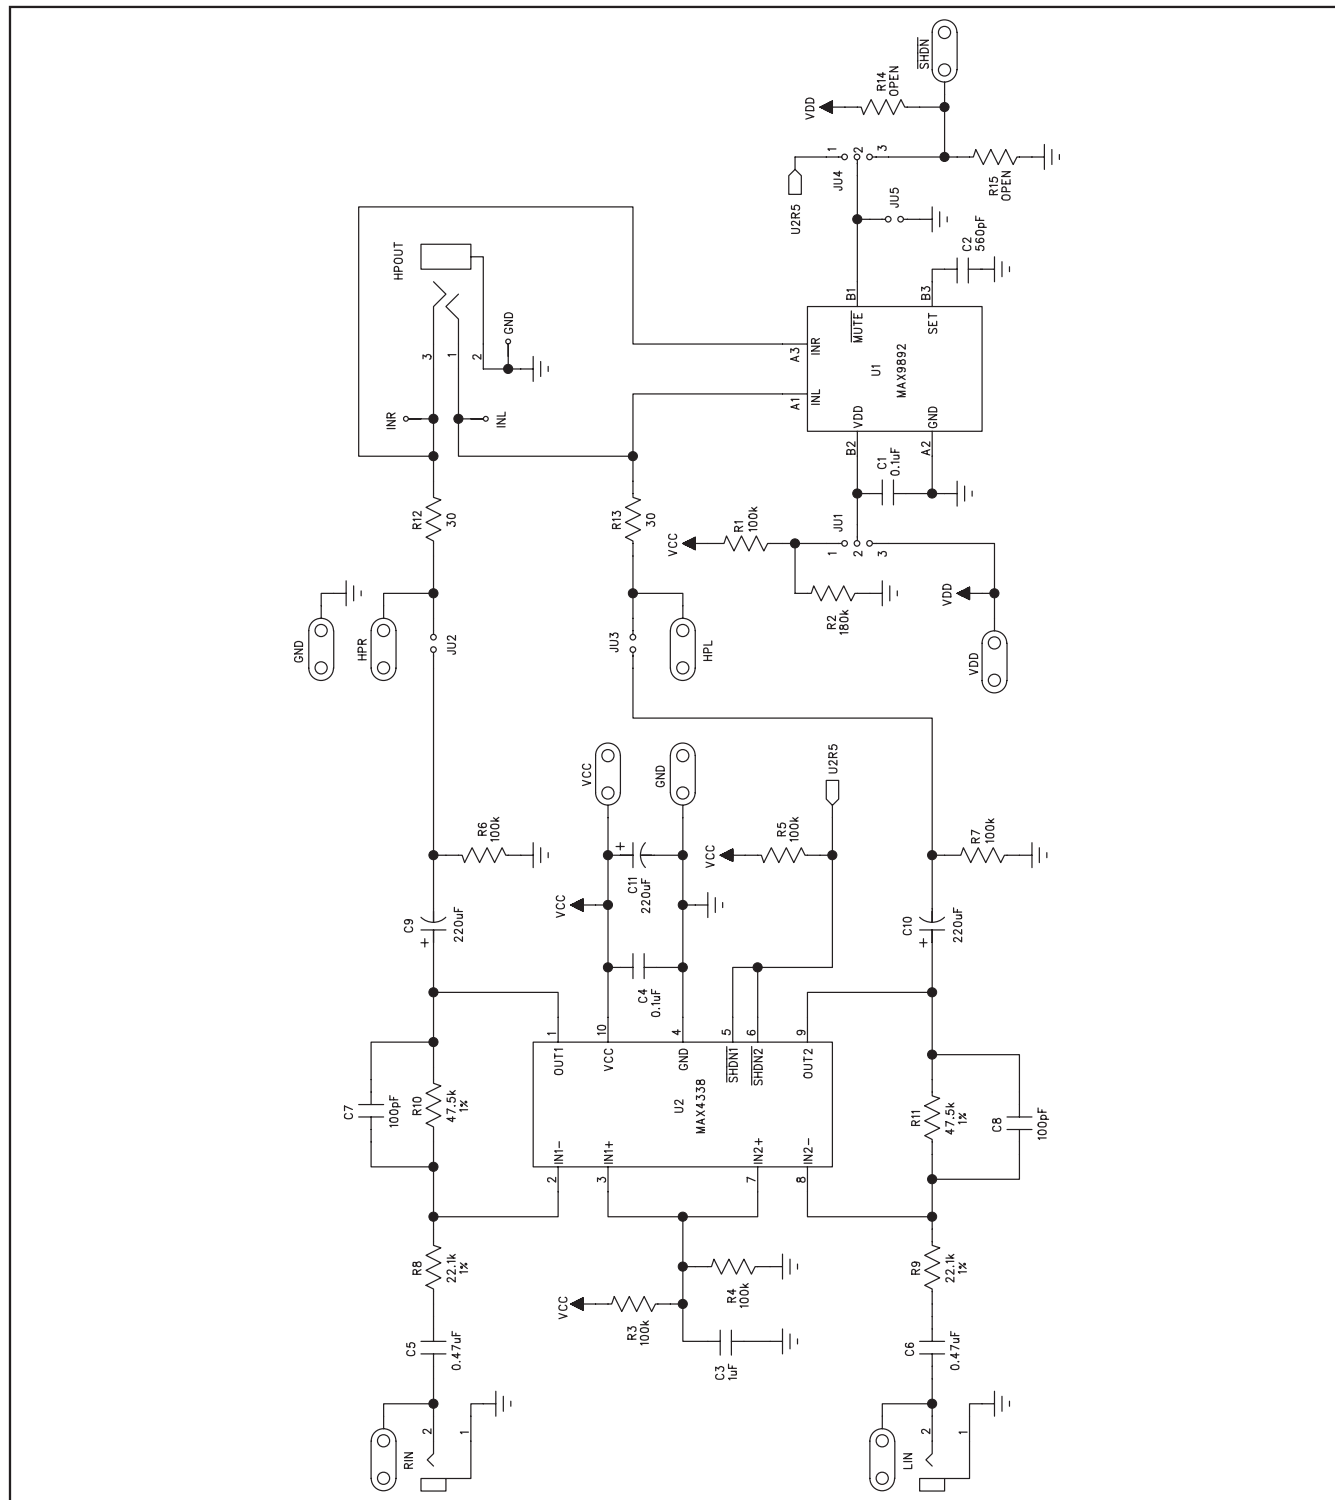 RIN
2
1
C5
0.47uF
R8
22.1k
1%
C7
100pF
R10
47.5k
1%
C9
+
220uF
R6
100k
GND
HPR
JU2
R12
30
INR
INL
3
1
2
HPOUT
GND
VCC
R3
100k
C3
1uF
R4
100k
2
IN1-
3
IN1+
7
IN2+
8
IN2-
U2
MAX4338
OUT1
1
VCC
10
GND
4
SHDN1
5
SHDN2
6
OUT2
9
C4
0.1uF
VCC
C11
+
220uF
VCC
GND
VCC
R5
100k
U2R5
JU3
HPL
R13
30
LIN
2
1
C6
0.47uF
R9
22.1k
1%
R11
47.5k
1%
C8
100pF
C10
+
220uF
R7
100k
VCC
R1
100k
R2
180k
JU1
1
2
3
VDD
VDD
C1
0.1uF
B2
VDD
A2
GND
A1
INL
A3
INR
U1
MAX9892
MUTE
B1
SET
B3
C2
560pF
U2R5
JU4
1
2
3
JU5
VDD
R14
OPEN
R15
OPEN
SHDN